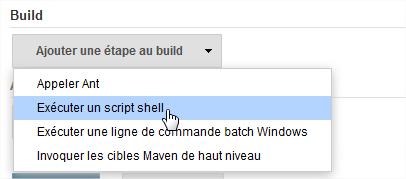 Build
Ajouter une étape au build
Appeler Ant
Exécuter un script shell
Exécuter une ligne de commande batch Windows
Invoquer les cibles Maven de haut niveau